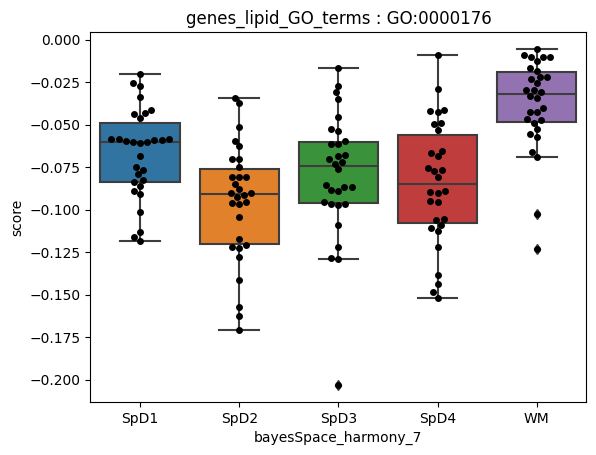 genes_lipid_GO_terms : GO:0000176
0.000
−0.025
−0.050
−0.075
−0.100
−0.125
−0.150
−0.175
−0.200
score
SpD1 SpD2 SpD3 SpD4 WM
bayesSpace_harmony_7